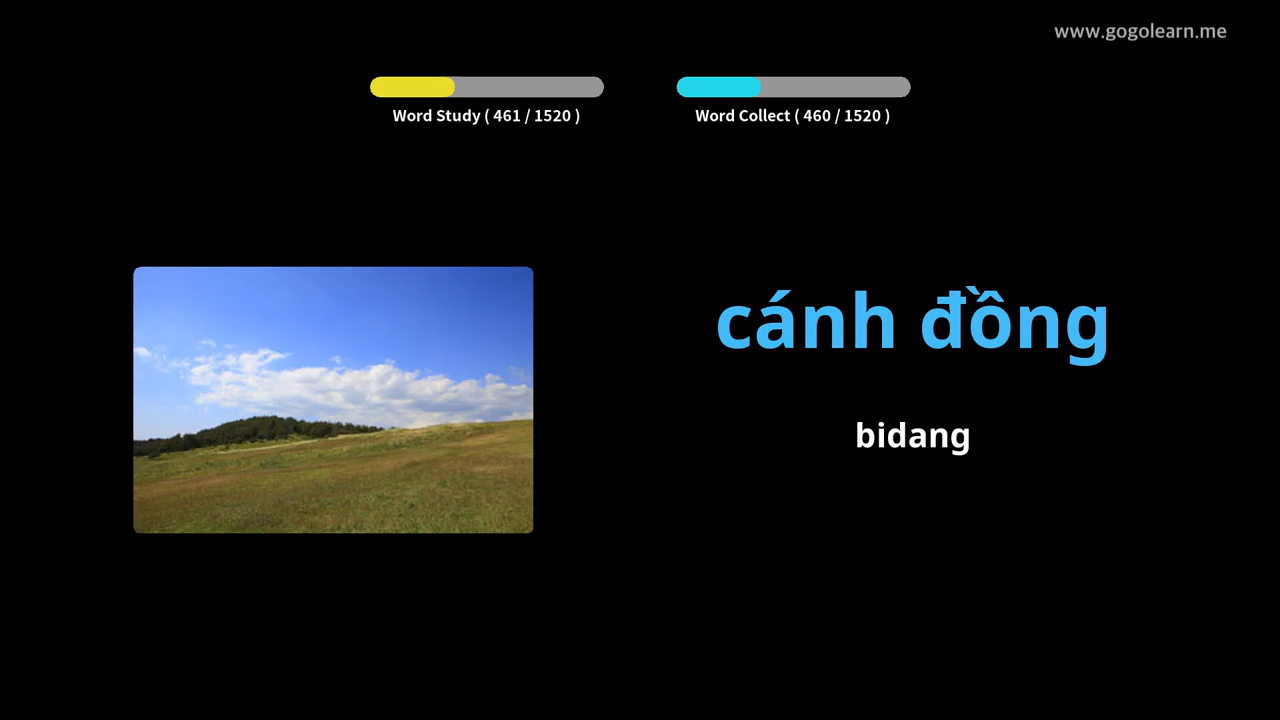 www.gogolearn.me
Word Study ( 461 / 1520 )
Word Collect ( 460 / 1520 )
cánh đồng
bidang